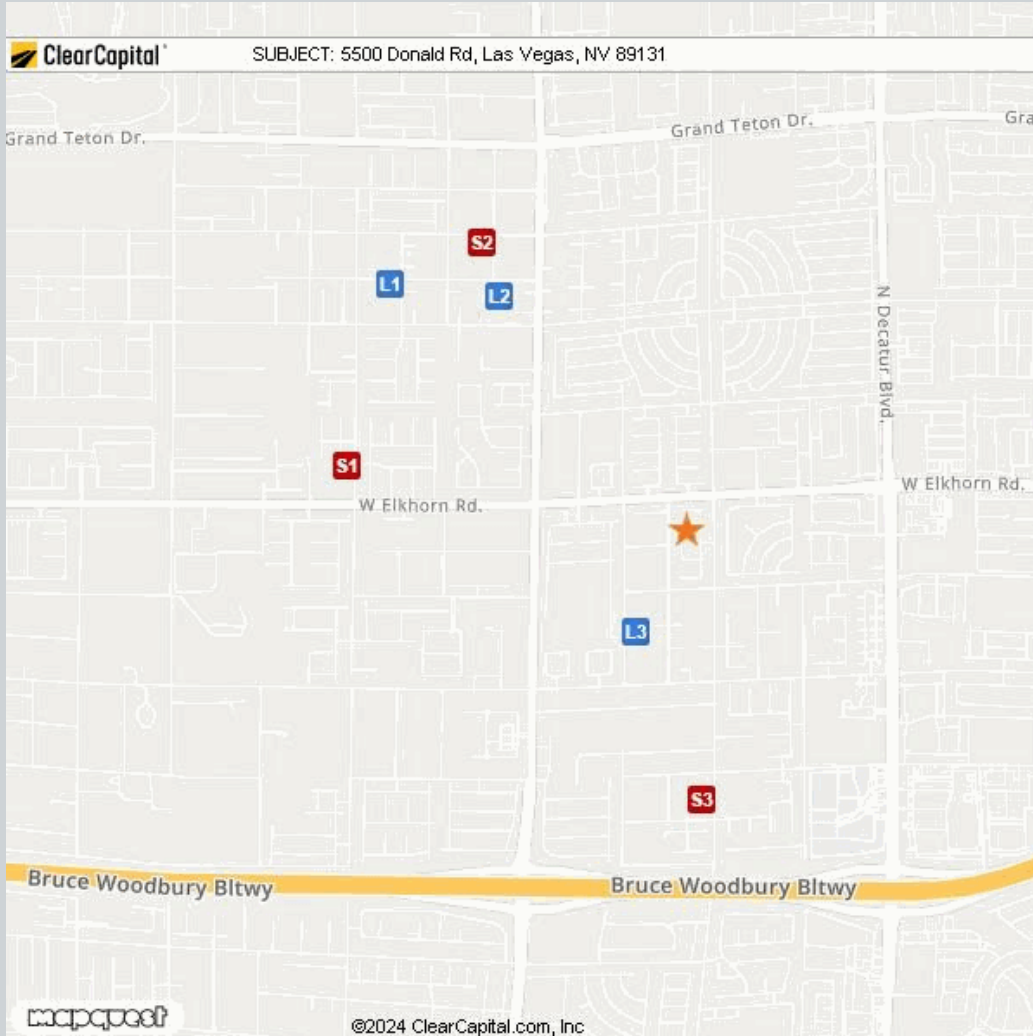 ClearCapital
SUBJECT: 5500 Donald Rd, Las Vegas, NV 89131
Grand Teton Dr.
Grand Teton Dr.
Gra
S2
L1
L2
N Decatur Blvd.
S1
W Elkhorn Rd.
W Elkhorn Rd.
L3
S3
Bruce Woodbury Bltwy
Bruce Woodbury Bltwy
mapquest
©2024 ClearCapital.com, Inc